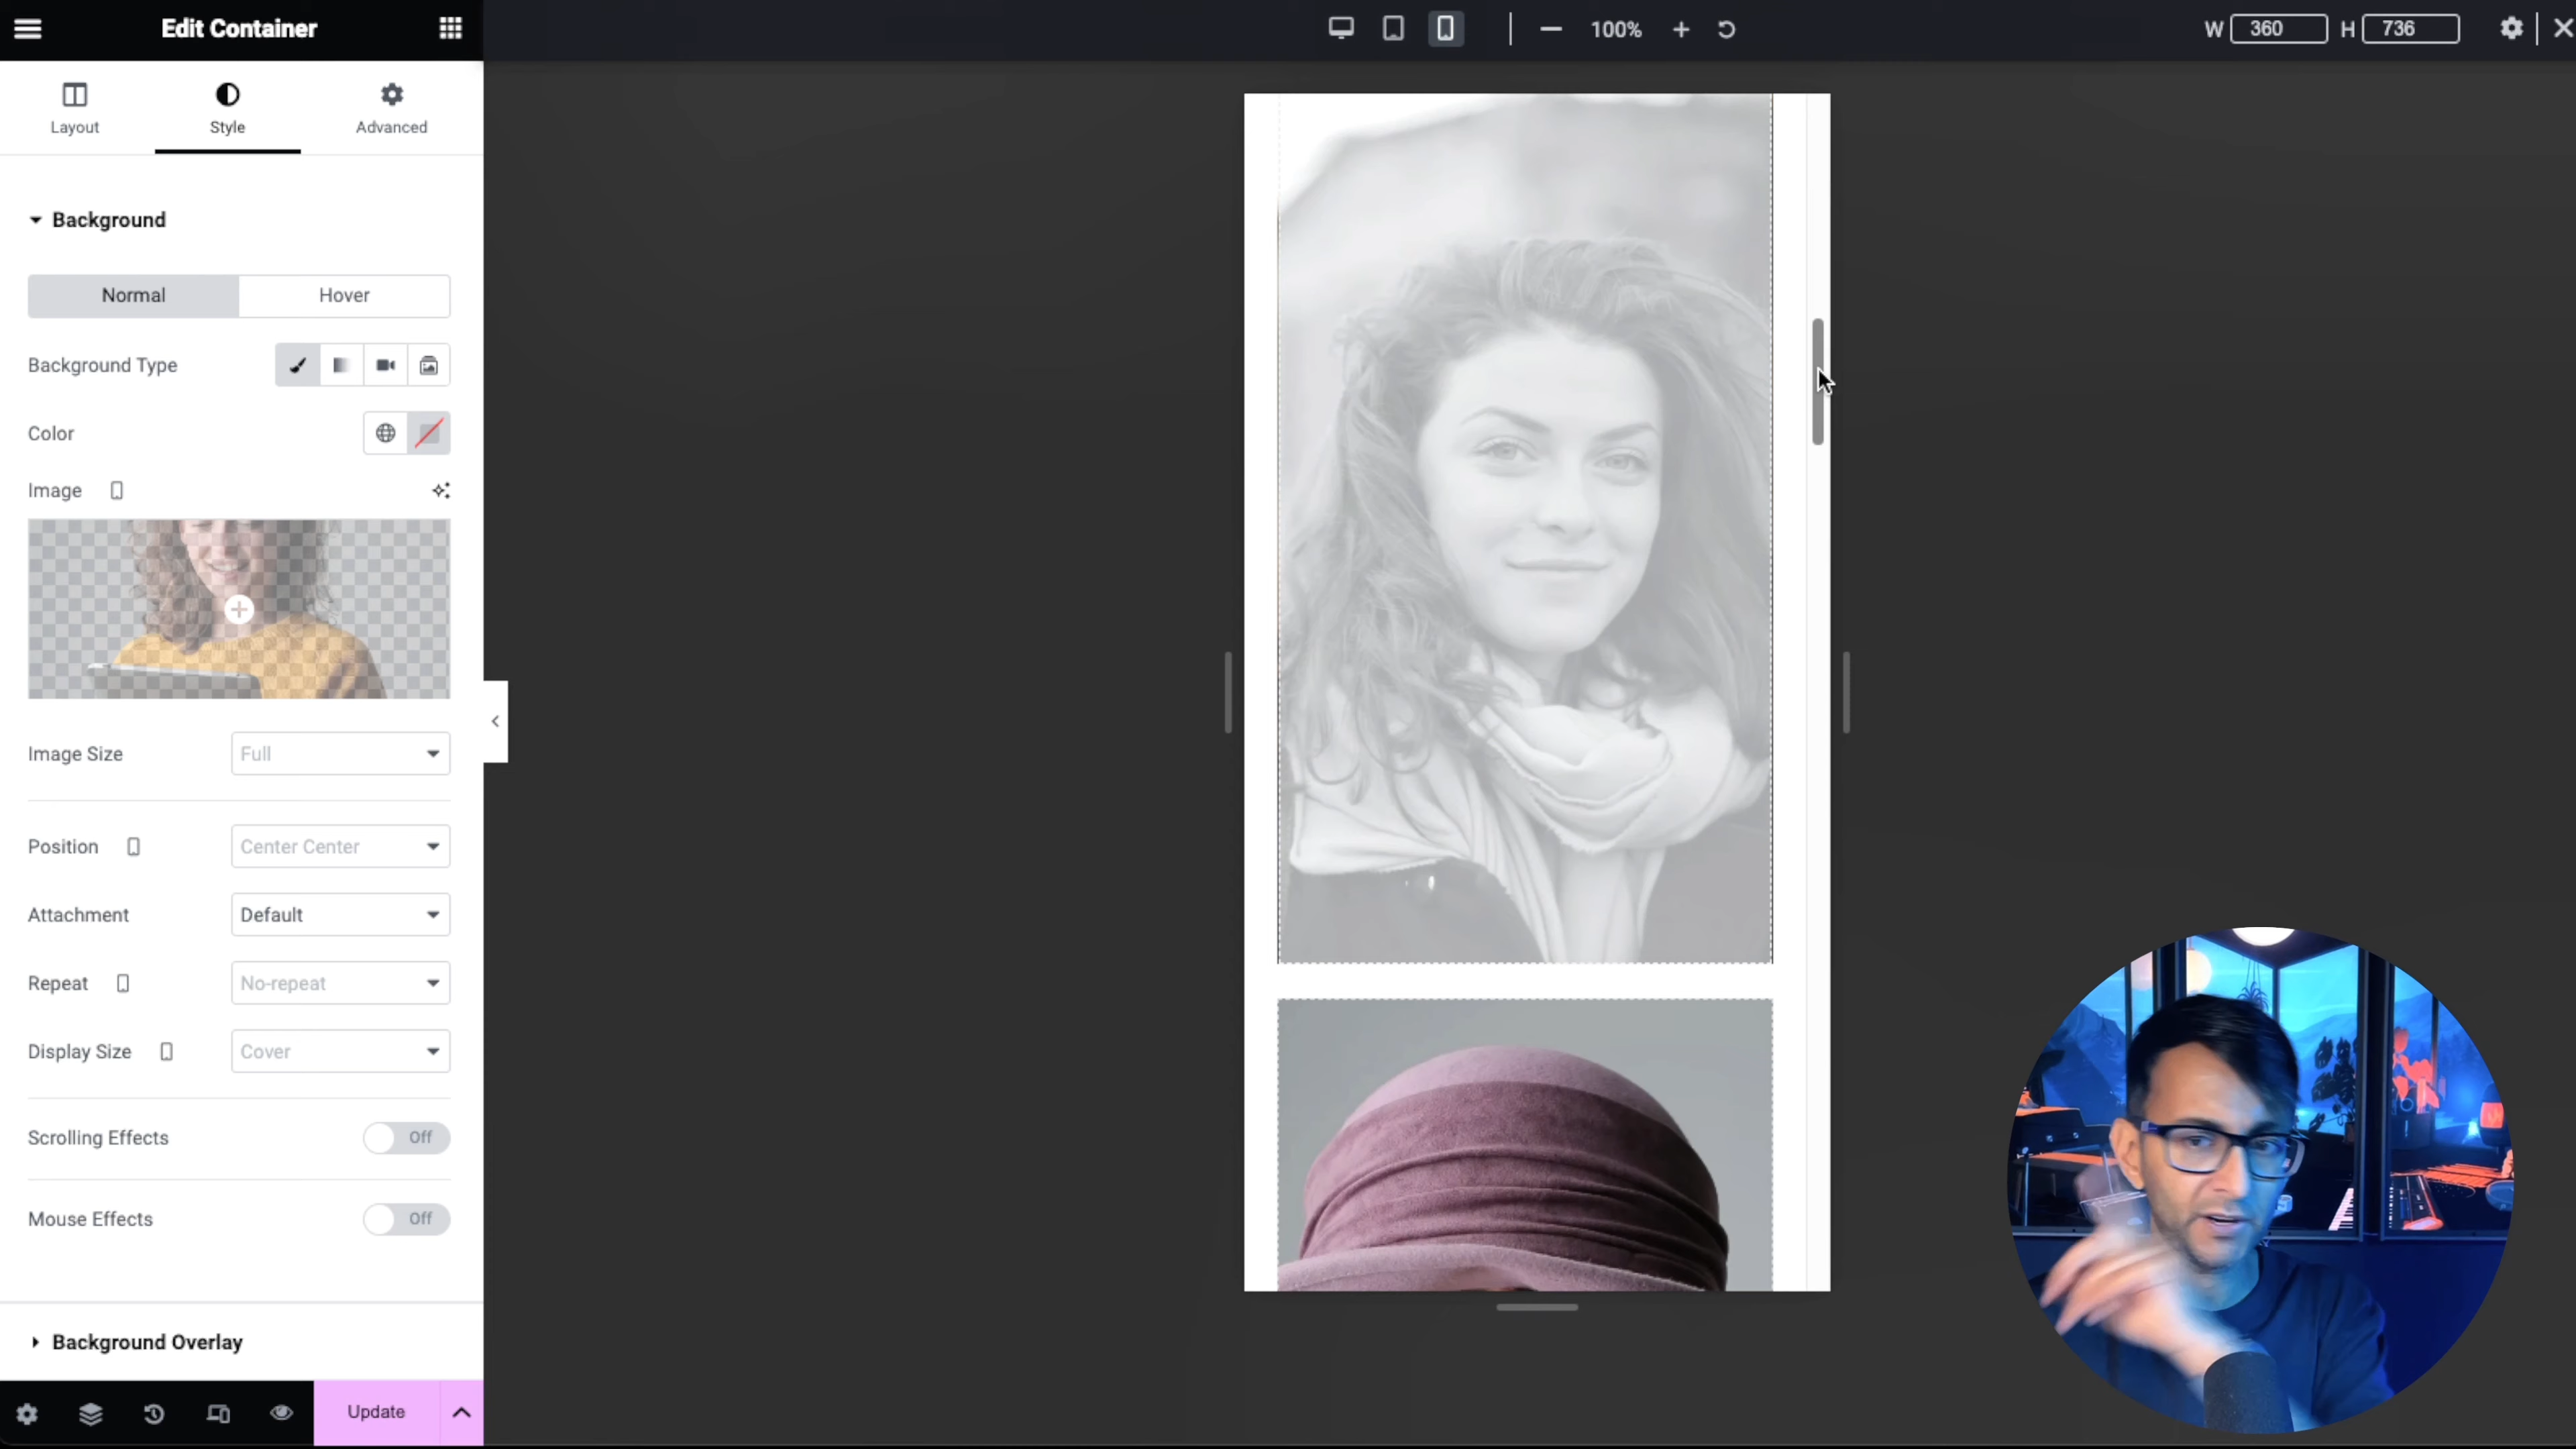 Edit Container
100%
W 360 H 736
Layout
Style
Advanced
Background
Normal
Hover
Background Type
Color
Image
Image Size
Full
Position
Center Center
Attachment
Default
Repeat
No-repeat
Display Size
Cover
Scrolling Effects
Off
Mouse Effects
Off
Background Overlay
Update